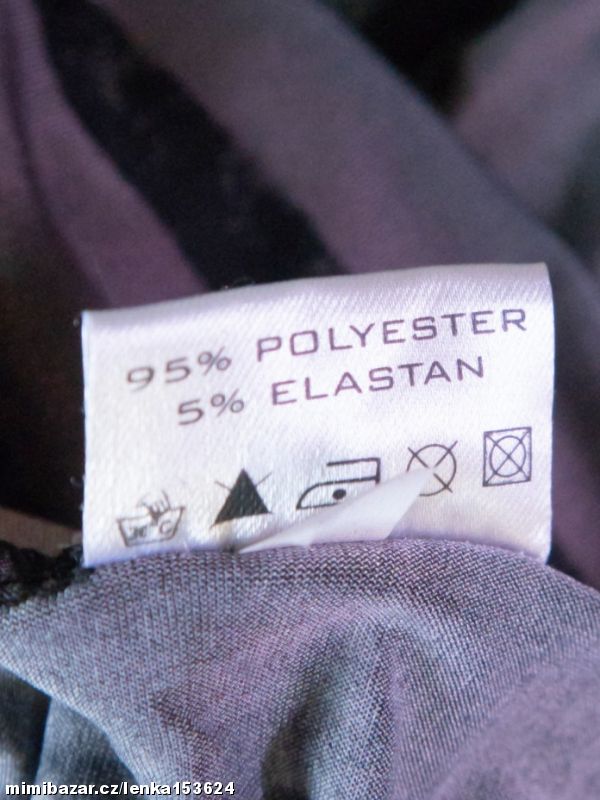 95% POLYESTER
5% ELASTAN
mimibazar.cz/lenka153624